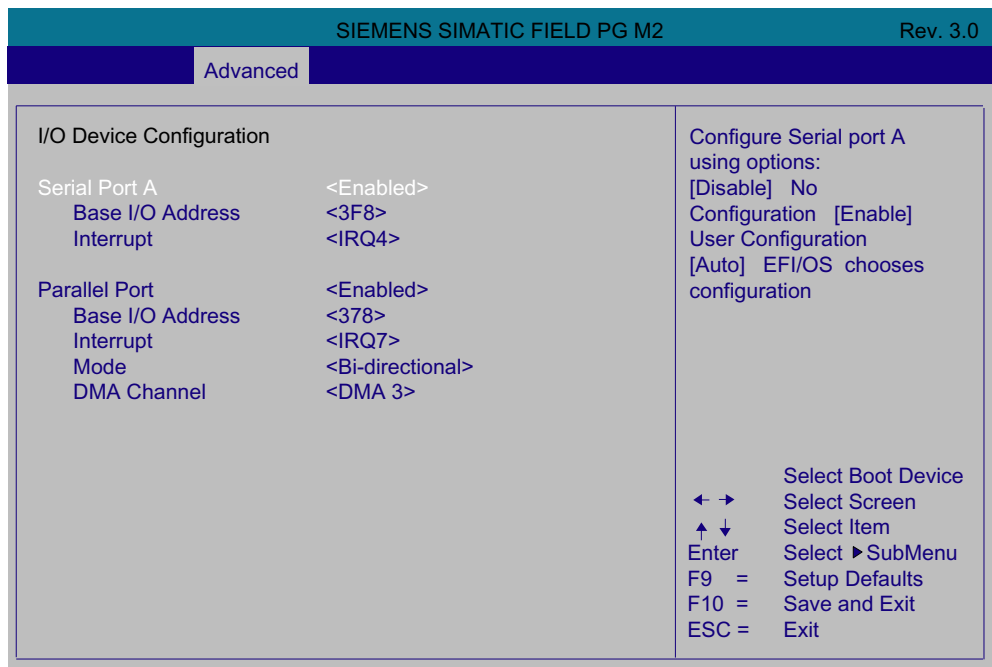 SIEMENS SIMATIC FIELD PG M2 Rev. 3.0
Advanced
I/O Device Configuration
Serial Port A <Enabled>
Base I/O Address <3F8>
Interrupt <IRQ4>
Parallel Port <Enabled>
Base I/O Address <378>
Interrupt <IRQ7>
Mode <Bi-directional>
DMA Channel <DMA 3>
Configure Serial port A
using options:
[Disable] No
Configuration [Enable]
User Configuration
[Auto] EFI/OS chooses
configuration
Select Boot Device
← → Select Screen
↑ ↓ Select Item
Enter Select ▶ SubMenu
F9 = Setup Defaults
F10 = Save and Exit
ESC = Exit